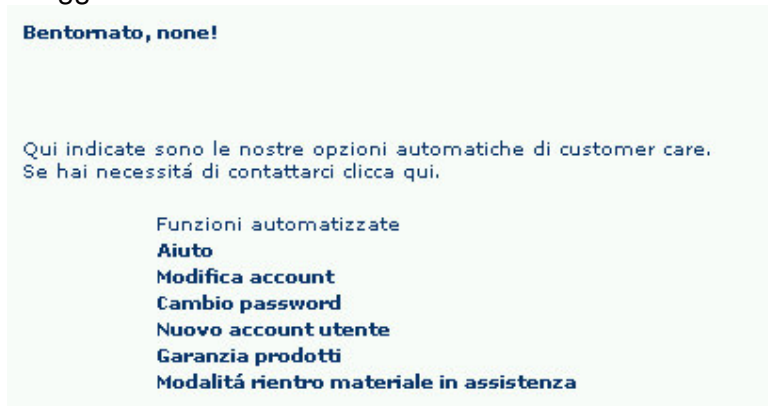 Bentornato, none!
Qui indicate sono le nostre opzioni automatiche di customer care.
Se hai necessitá di contattarci clicca qui.
Funzioni automatizzate
Aiuto
Modifica account
Cambio password
Nuovo account utente
Garanzia prodotti
Modalitá rientro materiale in assistenza